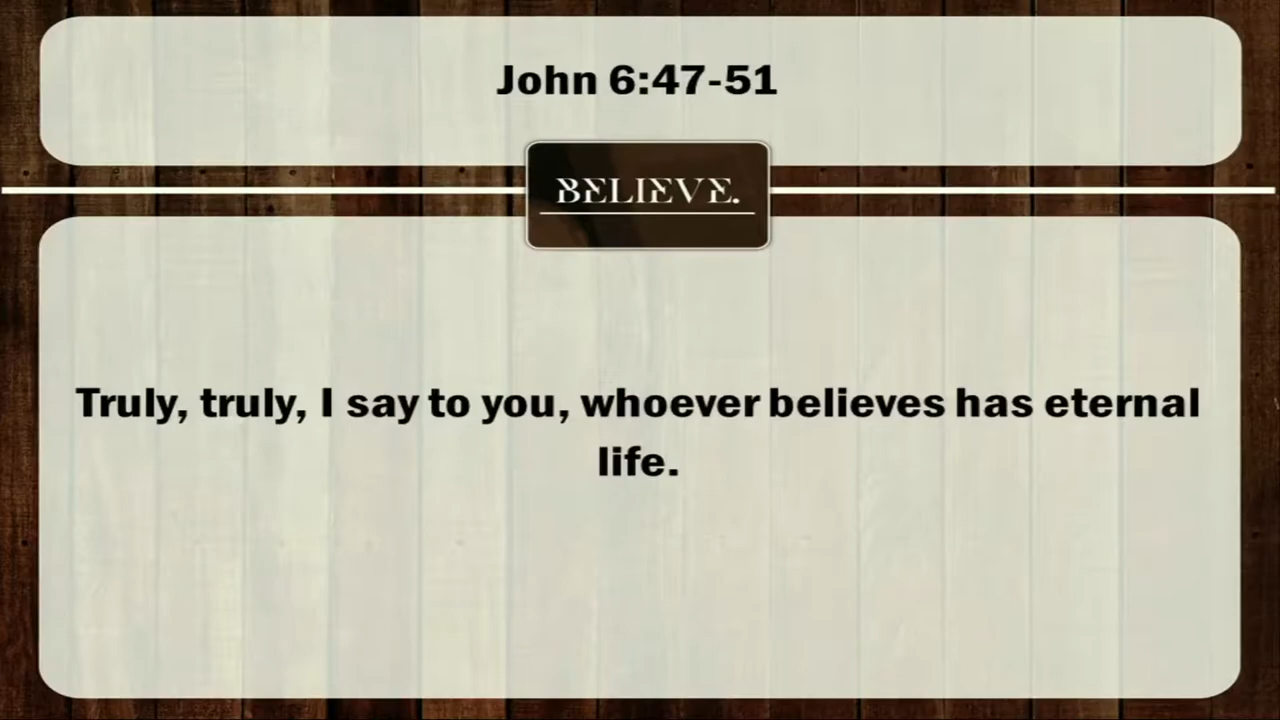 John 6:47-51
BELIEVE.
Truly, truly, I say to you, whoever believes has eternal
life.